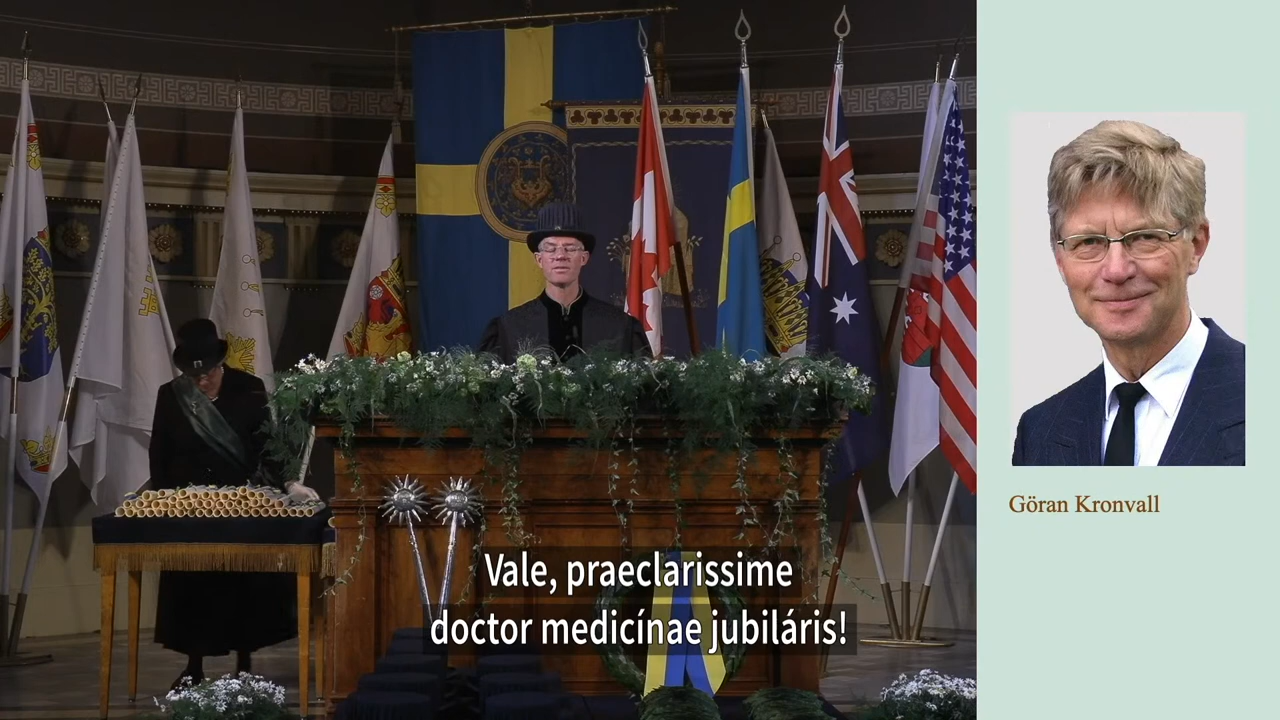 Göran Kronvall
Vale, praeclarissime
doctor medicínae jubiláris!